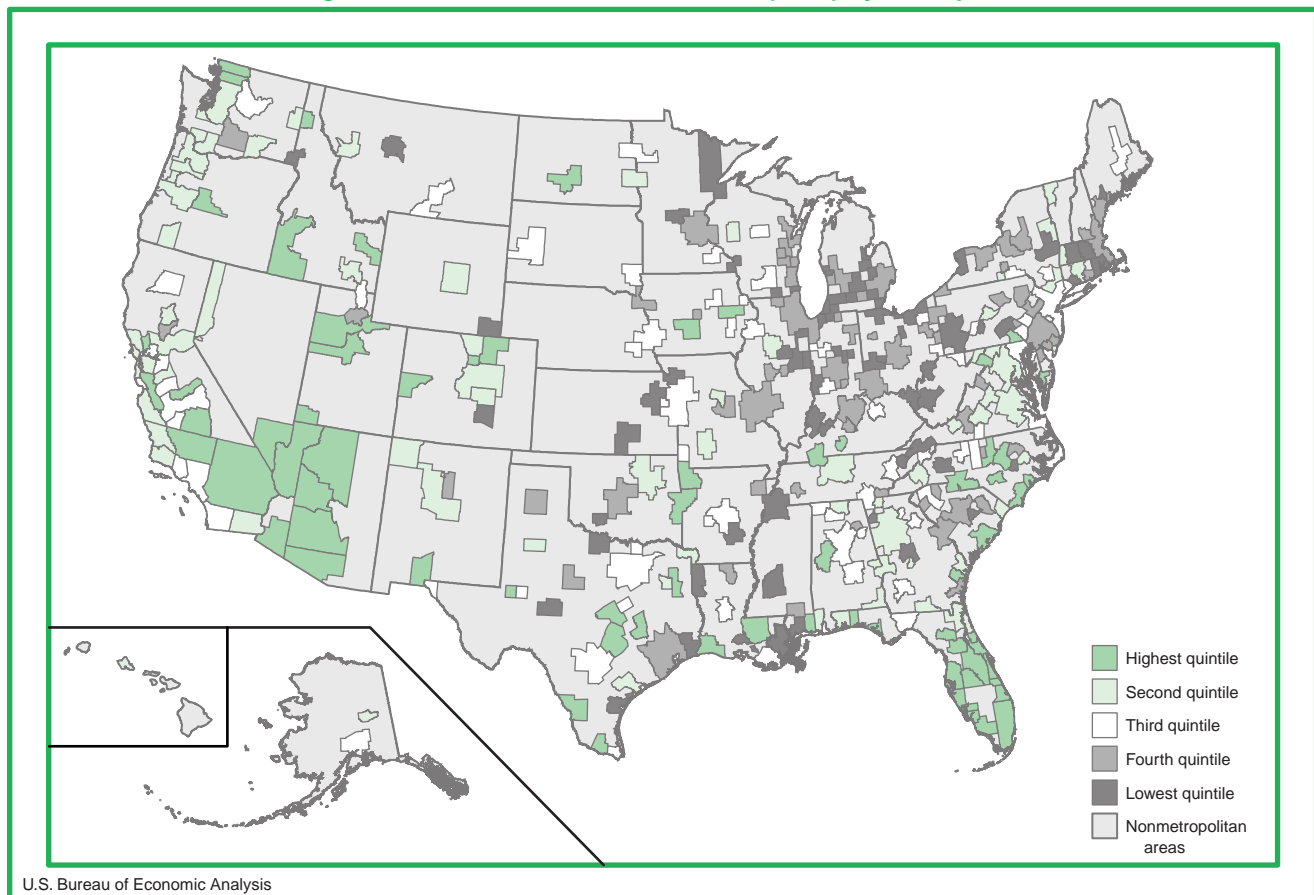 Highest quintile
Second quintile
Third quintile
Fourth quintile
Lowest quintile
Nonmetropolitan
areas
U.S. Bureau of Economic Analysis